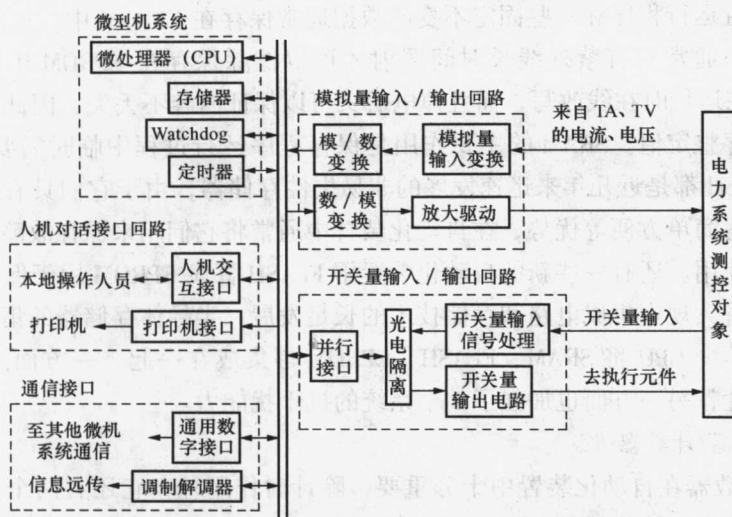 微型机系统
微处理器（CPU）
存储器
Watchdog
定时器
人机对话接口回路
本地操作人员
人机交
互接口
打印机
打印机接口
通信接口
至其他微机
系统通信
通用数
字接口
信息远传
调制解调器
模拟量输入/输出回路
模/数
变换
模拟量
输入变换
数/模
变换
放大驱动
来自TA、TV
的电流、电压
开关量输入/输出回路
并行
接口
光电隔离
开关量输入
信号处理
开关量
输出电路
开关量输入
去执行元件
电力系统测控对象